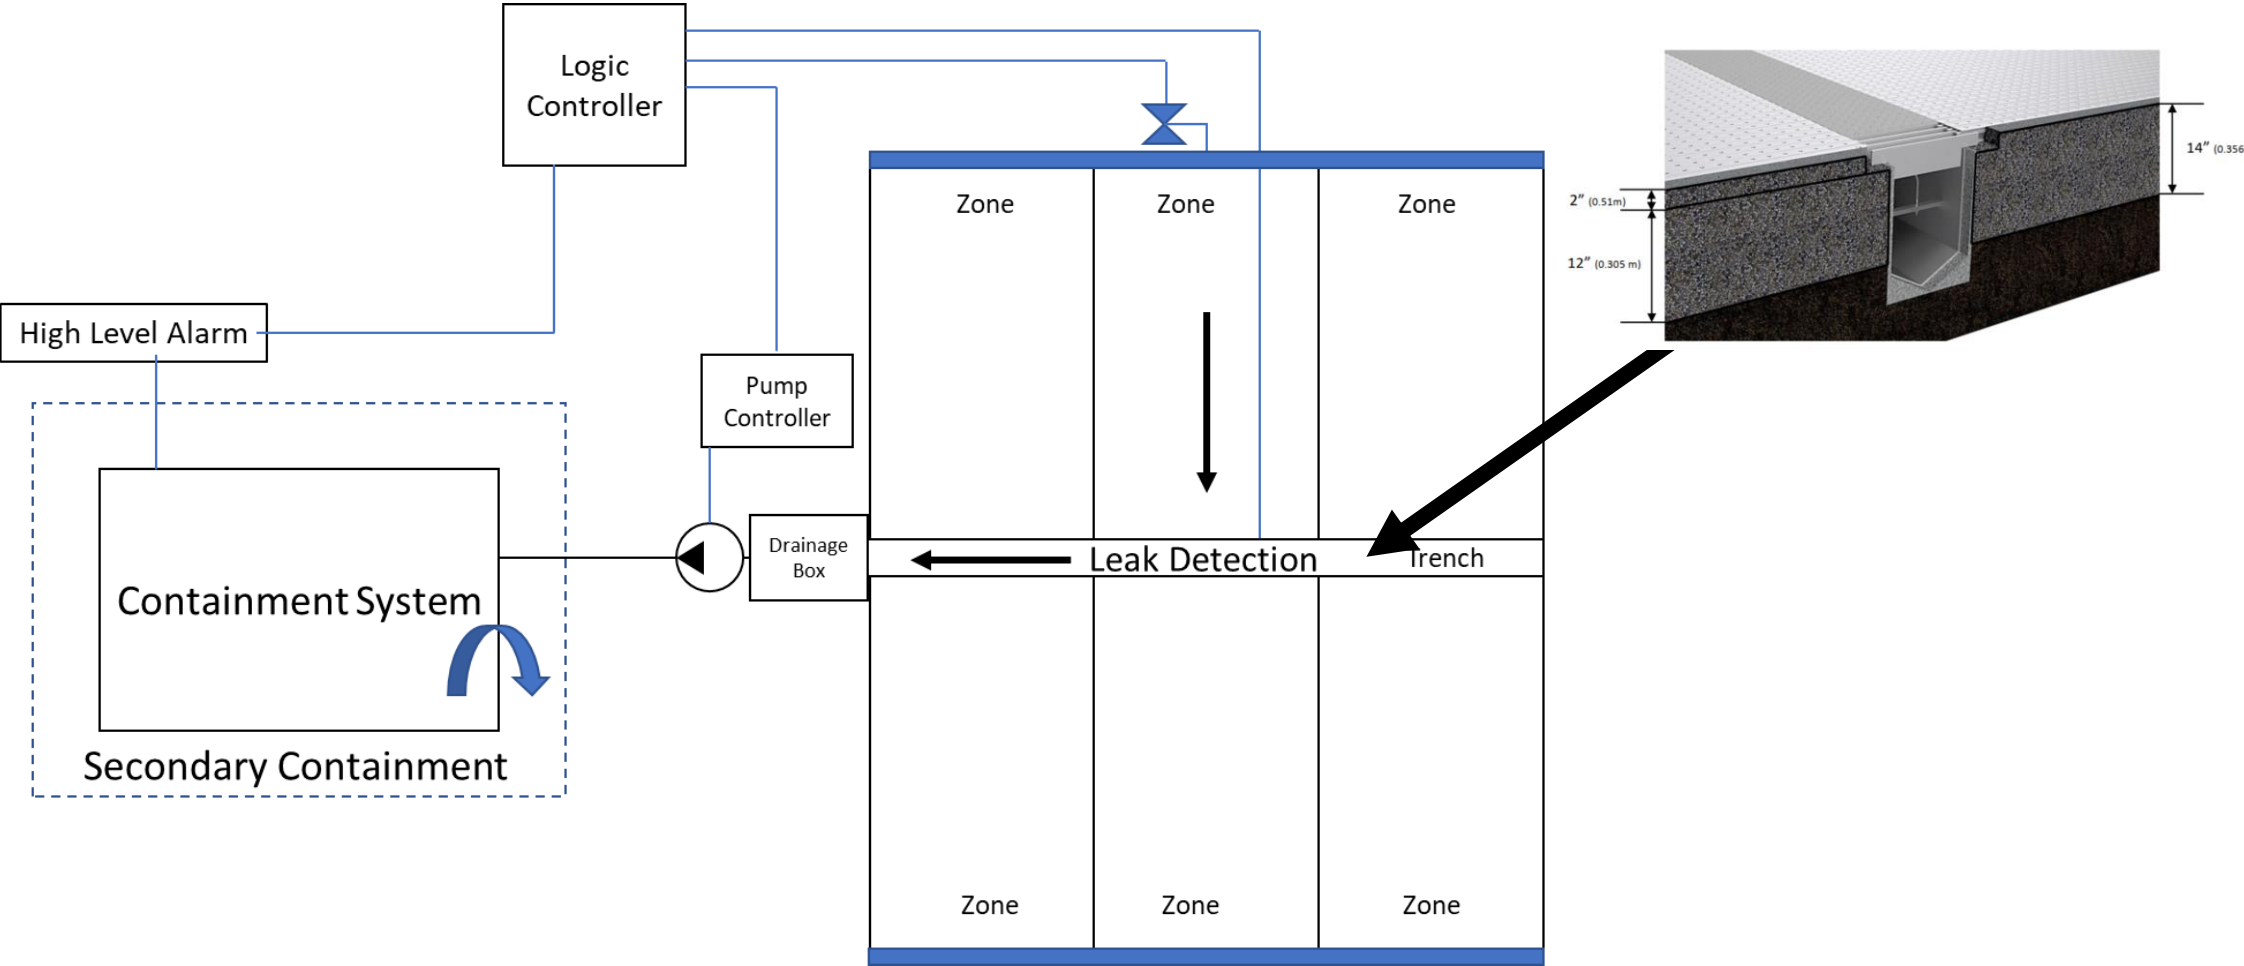 Logic
Controller
High Level Alarm
Pump
Controller
Containment System
Secondary Containment
Drainage
Box
Zone
Zone
Zone
Leak Detection
Trench
Zone
Zone
Zone
2” (0.51m)
12” (0.305 m)
14” (0.356